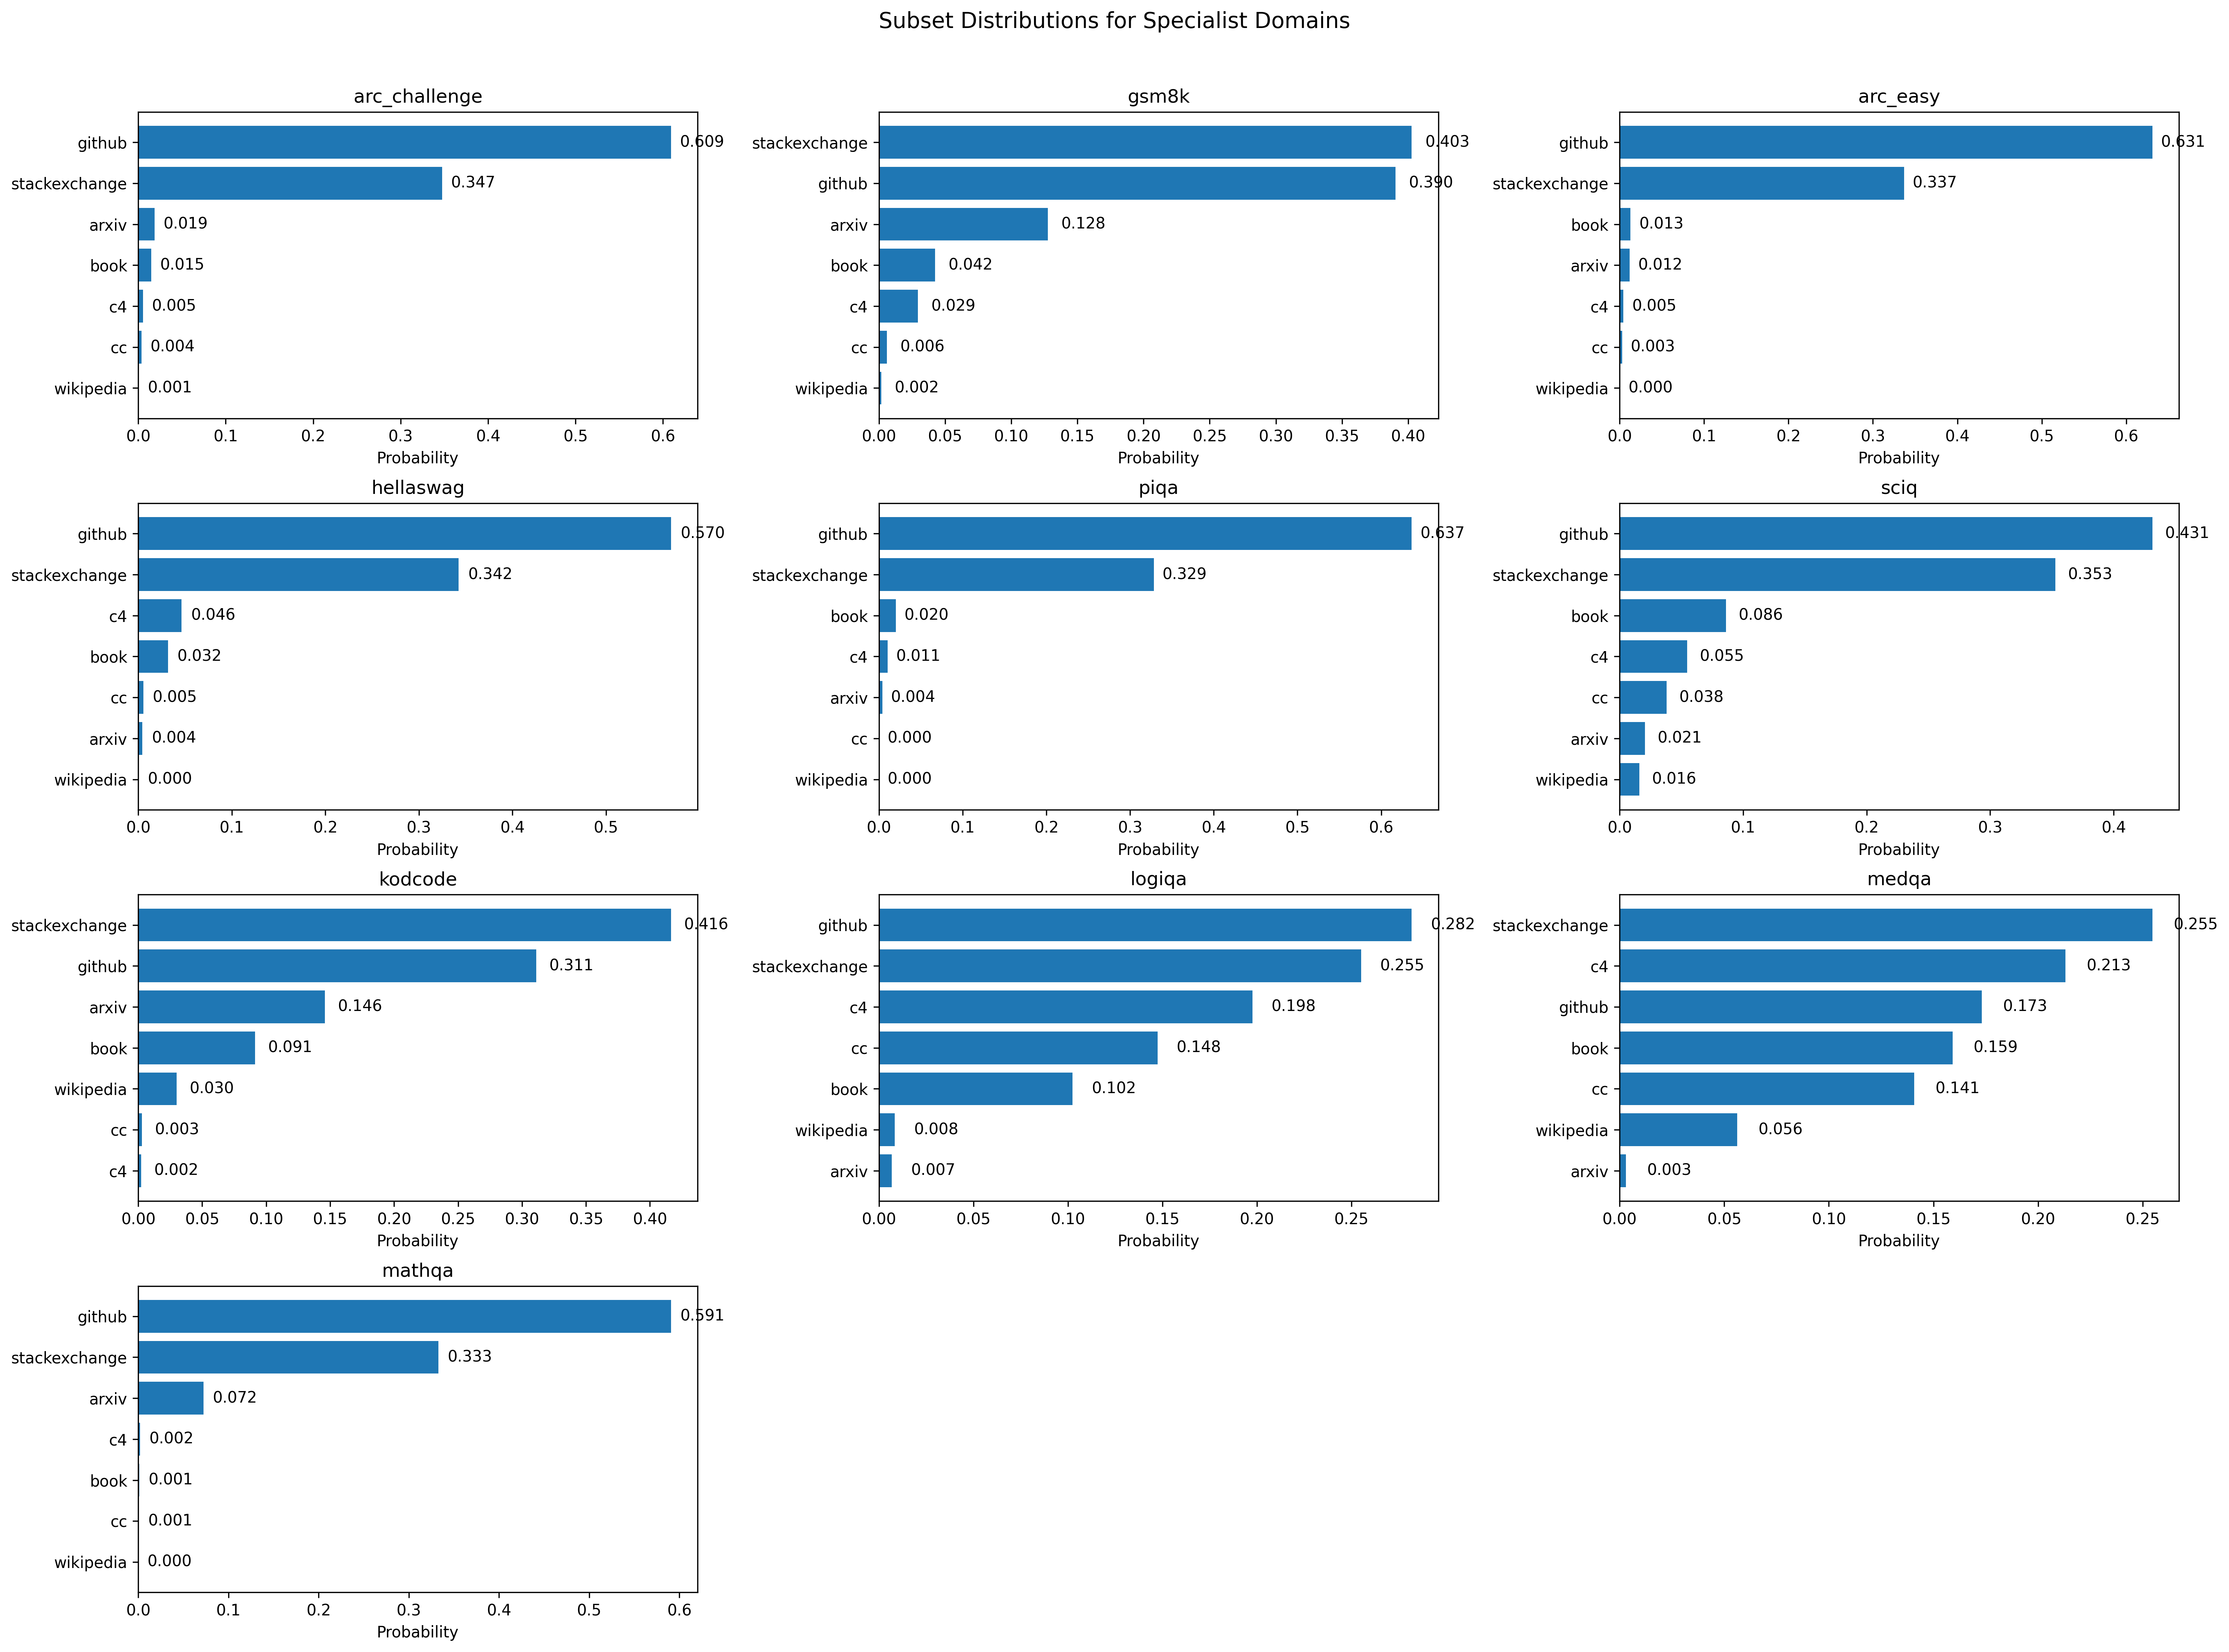 Subset Distributions for Specialist Domains
arc_challenge
github 0.609
stackexchange 0.347
arxiv 0.019
book 0.015
c4 0.005
cc 0.004
wikipedia 0.001
0.0 0.1 0.2 0.3 0.4 0.5 0.6
Probability
gsm8k
stackexchange 0.403
github 0.390
arxiv 0.128
book 0.042
c4 0.029
cc 0.006
wikipedia 0.002
0.00 0.05 0.10 0.15 0.20 0.25 0.30 0.35 0.40
Probability
arc_easy
github 0.631
stackexchange 0.337
book 0.013
arxiv 0.012
c4 0.005
cc 0.003
wikipedia 0.000
0.0 0.1 0.2 0.3 0.4 0.5 0.6
Probability
hellaswag
github 0.570
stackexchange 0.342
c4 0.046
book 0.032
cc 0.005
arxiv 0.004
wikipedia 0.000
0.0 0.1 0.2 0.3 0.4 0.5
Probability
piqa
github 0.637
stackexchange 0.329
book 0.020
c4 0.011
arxiv 0.004
cc 0.000
wikipedia 0.000
0.0 0.1 0.2 0.3 0.4 0.5 0.6
Probability
sciq
github 0.431
stackexchange 0.353
book 0.086
c4 0.055
cc 0.038
arxiv 0.021
wikipedia 0.016
0.0 0.1 0.2 0.3 0.4
Probability
kodcode
stackexchange 0.416
github 0.311
arxiv 0.146
book 0.091
wikipedia 0.030
cc 0.003
c4 0.002
0.00 0.05 0.10 0.15 0.20 0.25 0.30 0.35 0.40
Probability
logiqa
github 0.282
stackexchange 0.255
c4 0.198
cc 0.148
book 0.102
wikipedia 0.008
arxiv 0.007
0.00 0.05 0.10 0.15 0.20 0.25
Probability
medqa
stackexchange 0.255
c4 0.213
github 0.173
book 0.159
cc 0.141
wikipedia 0.056
arxiv 0.003
0.00 0.05 0.10 0.15 0.20 0.25
Probability
mathqa
github 0.591
stackexchange 0.333
arxiv 0.072
c4 0.002
book 0.001
cc 0.001
wikipedia 0.000
0.0 0.1 0.2 0.3 0.4 0.5 0.6
Probability